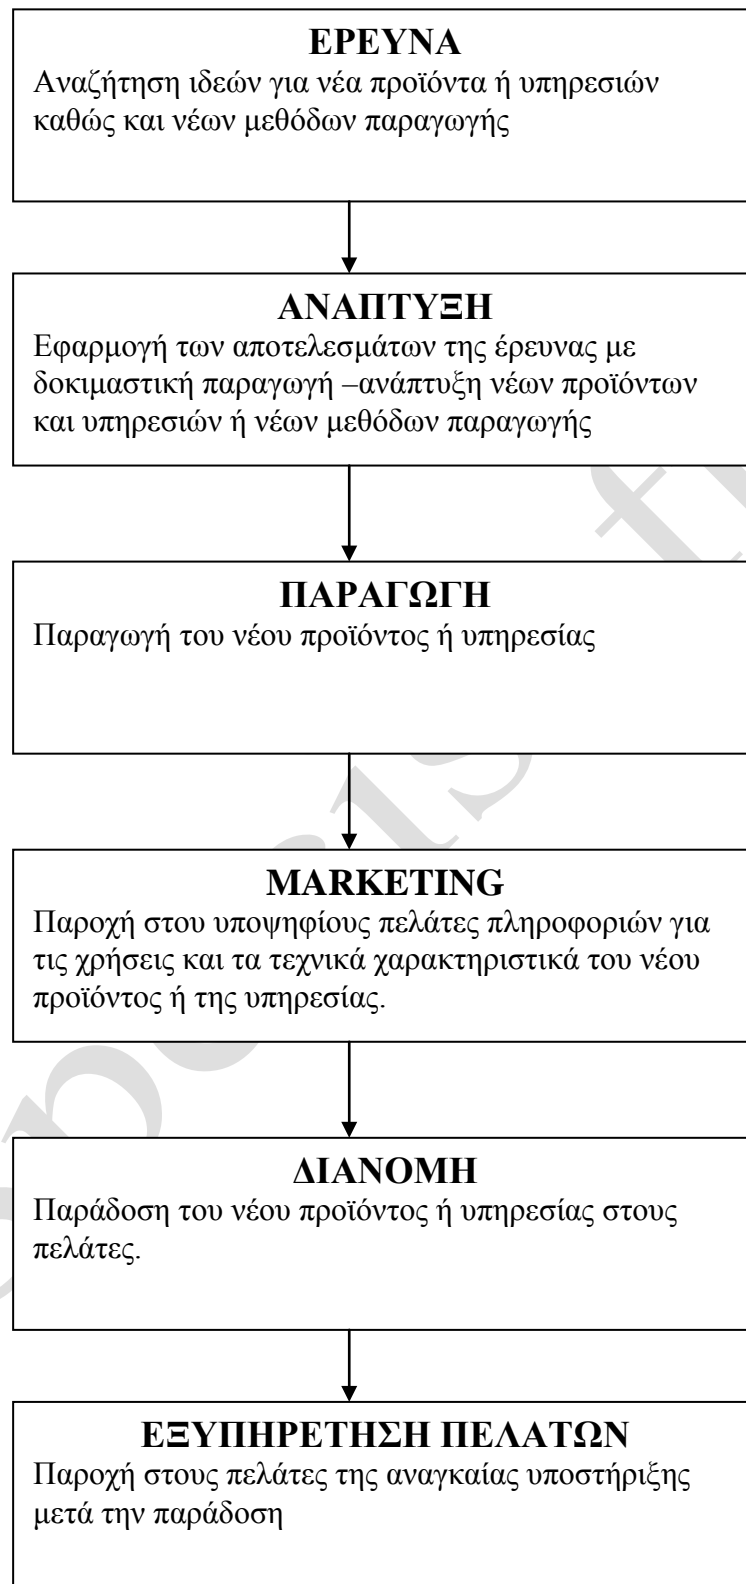 ΕΡΕΥΝΑ
Αναζήτηση ιδεών για νέα προϊόντα ή υπηρεσιών
καθώς και νέων μεθόδων παραγωγής
ΑΝΑΠΤΥΞΗ
Εφαρμογή των αποτελεσμάτων της έρευνας με
δοκιμαστική παραγωγή –ανάπτυξη νέων προϊόντων
και υπηρεσιών ή νέων μεθόδων παραγωγής
ΠΑΡΑΓΩΓΗ
Παραγωγή του νέου προϊόντος ή υπηρεσίας
MARKETING
Παροχή στου υποψηφίους πελάτες πληροφοριών για
τις χρήσεις και τα τεχνικά χαρακτηριστικά του νέου
προϊόντος ή της υπηρεσίας.
ΔΙΑΝΟΜΗ
Παράδοση του νέου προϊόντος ή υπηρεσίας στους
πελάτες.
ΕΞΥΠΗΡΕΤΗΣΗ ΠΕΛΑΤΩΝ
Παροχή στους πελάτες της αναγκαίας υποστήριξης
μετά την παράδοση